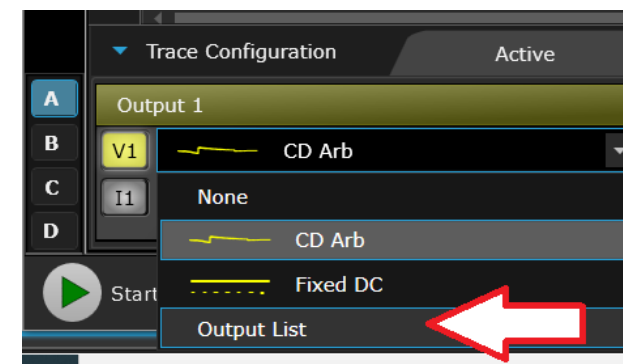 Trace Configuration
Active
A
Output 1
B
V1
CD Arb
C
I1
None
D
CD Arb
Start
Fixed DC
Output List